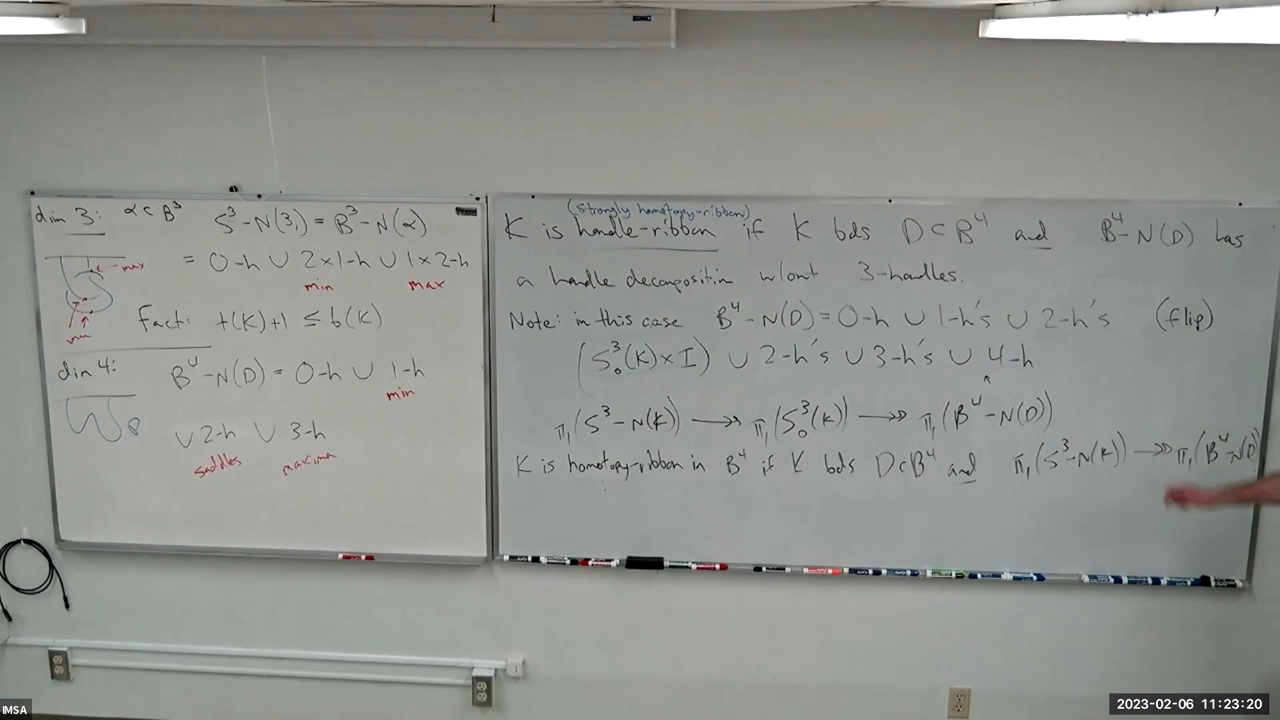 dim 3: α ⊂ B³ S³-N(3₁) = B³-N(α)
= 0-h ∪ 2×1-h ∪ 1×2-h
max
min max
min
Fact: t(K)+1 ≤ b(K)
dim 4: B⁴-N(D) = 0-h ∪ 1-h
min
∪ 2-h ∪ 3-h
saddles maxima
(strongly homotopy-ribbon)
K is handle-ribbon if K bds D⊂B⁴ and B⁴-N(D) has
a handle decomposition w/out 3-handles.
Note: in this case B⁴-N(D) = 0-h ∪ 1-h's ∪ 2-h's (flip)
(S³₀(K)×I) ∪ 2-h's ∪ 3-h's ∪ 4-h
π₁(S³-N(K)) ↠ π₁(S³₀(K)) ↠ π₁(B⁴-N(D))
K is homotopy-ribbon in B⁴ if K bds D⊂B⁴ and π₁(S³-N(K)) ↠ π₁(B⁴-N(D)
IMSA
2023-02-06 11:23:20